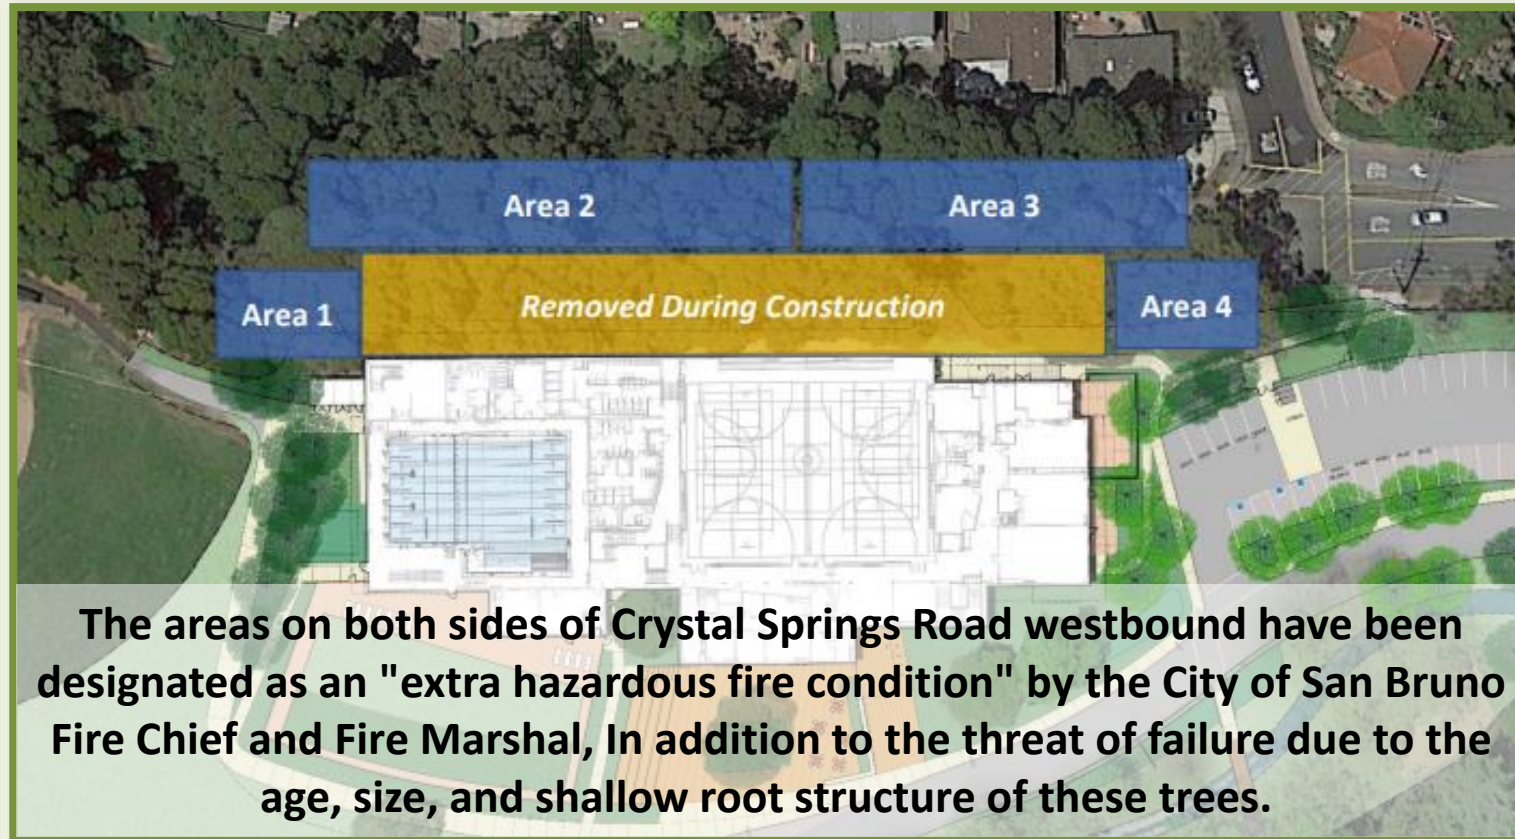 Area 2
Area 3
Area 1
Removed During Construction
Area 4
The areas on both sides of Crystal Springs Road westbound have been
designated as an "extra hazardous fire condition" by the City of San Bruno
Fire Chief and Fire Marshal, In addition to the threat of failure due to the
age, size, and shallow root structure of these trees.